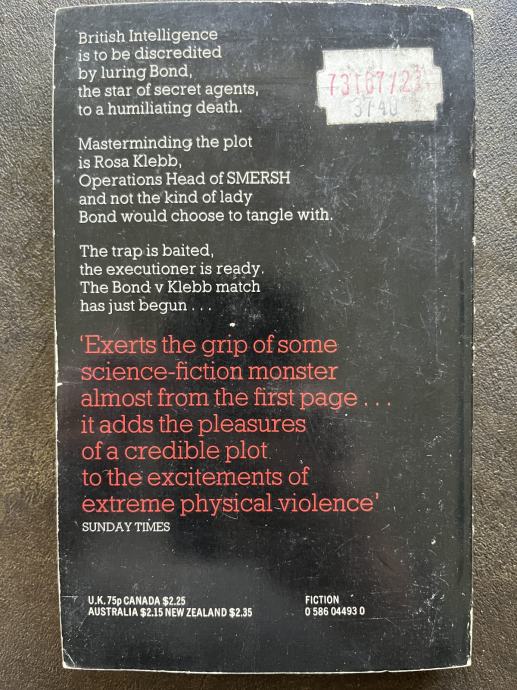 British Intelligence
is to be discredited
by luring Bond,
the star of secret agents,
to a humiliating death.
Masterminding the plot
is Rosa Klebb,
Operations Head of SMERSH
and not the kind of lady
Bond would choose to tangle with.
The trap is baited,
the executioner is ready.
The Bond v Klebb match
has just begun . . .
‘Exerts the grip of some
science-fiction monster
almost from the first page . . .
it adds the pleasures
of a credible plot
to the excitements of
extreme physical violence’
SUNDAY TIMES
U.K. 75p CANADA $2.25
AUSTRALIA $2.15 NEW ZEALAND $2.35
FICTION
0 586 04493 0